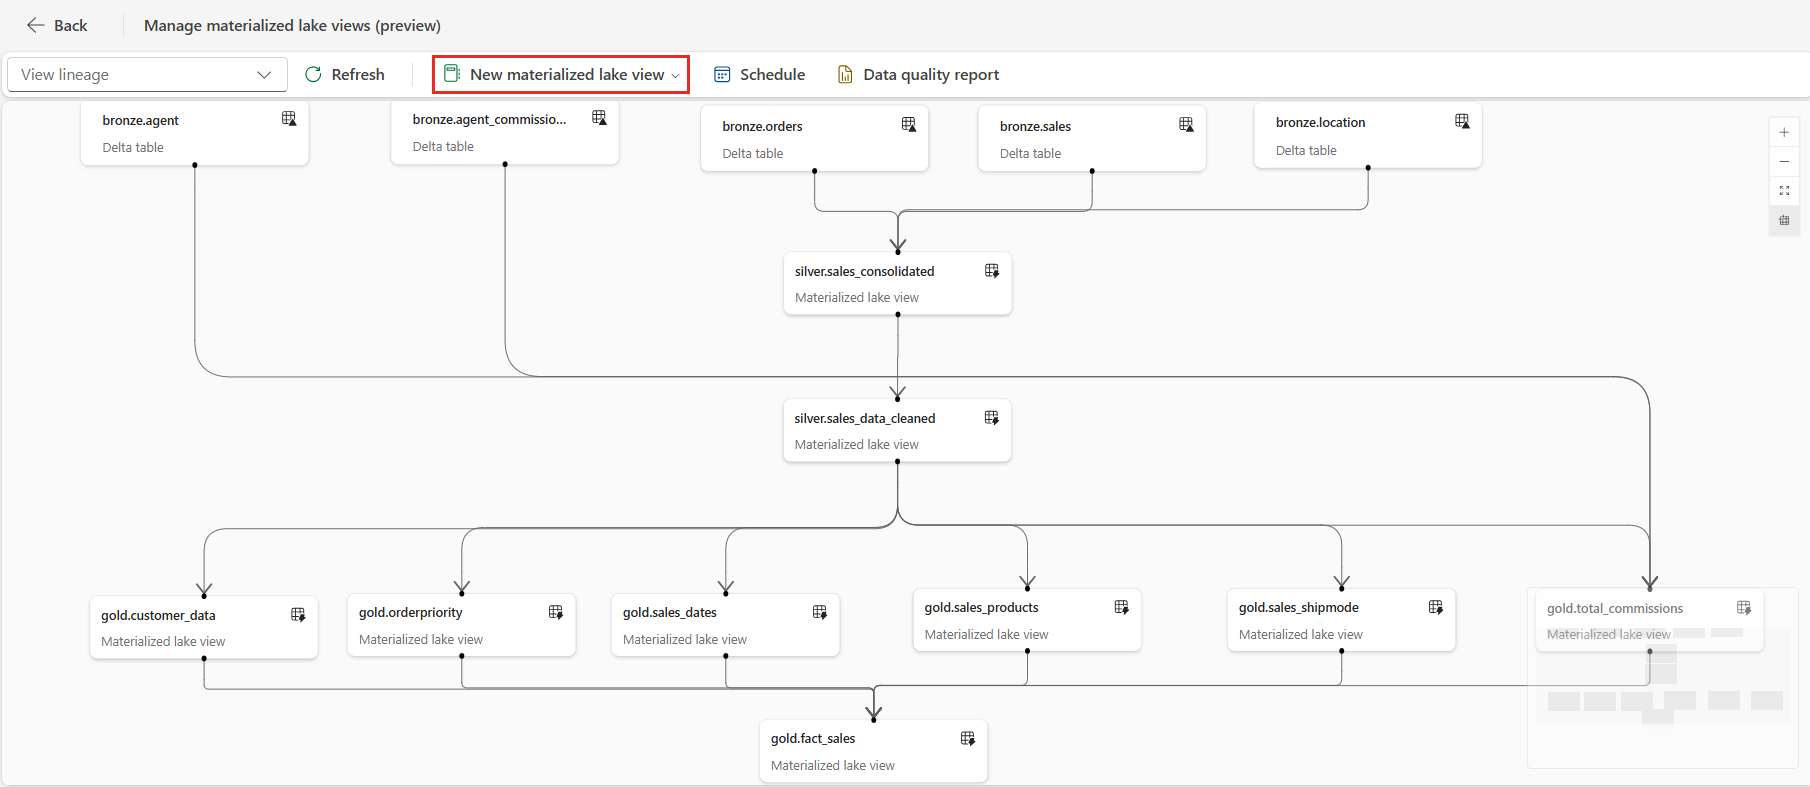 Back
Manage materialized lake views (preview)
View lineage
Refresh
New materialized lake view
Schedule
Data quality report
bronze.agent
Delta table
bronze.agent_commissio...
Delta table
bronze.orders
Delta table
bronze.sales
Delta table
bronze.location
Delta table
silver.sales_consolidated
Materialized lake view
silver.sales_data_cleaned
Materialized lake view
gold.customer_data
Materialized lake view
gold.orderpriority
Materialized lake view
gold.sales_dates
Materialized lake view
gold.sales_products
Materialized lake view
gold.sales_shipmode
Materialized lake view
gold.total_commissions
Materialized lake view
gold.fact_sales
Materialized lake view